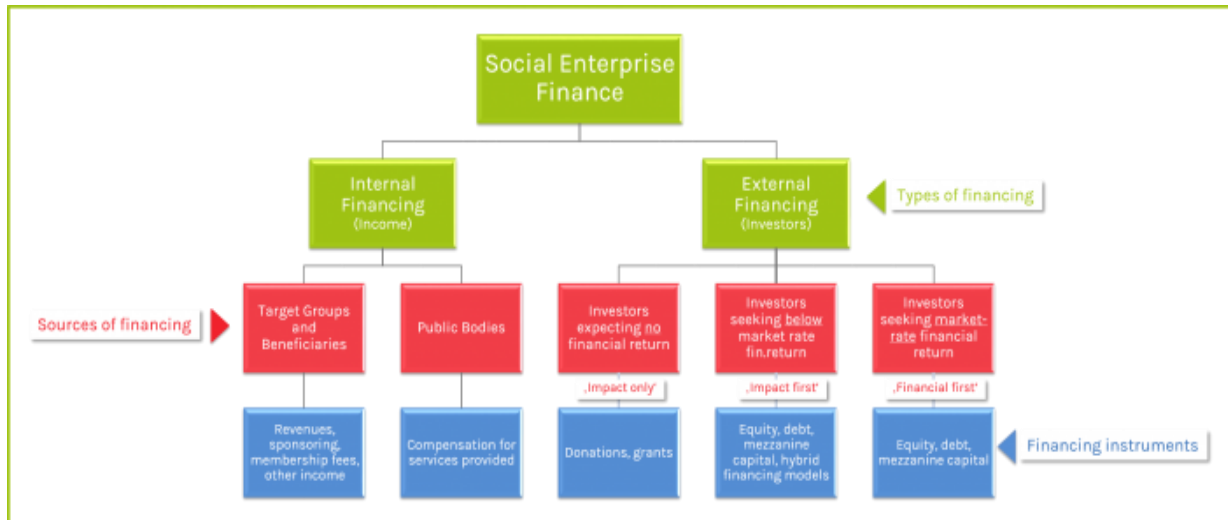 Social Enterprise
Finance
Internal
Financing
(Income)
External
Financing
(Investors)
Types of financing
Sources of financing
Target Groups
and
Beneficiaries
Public Bodies
Investors
expecting no
financial return
Investors
seeking below
market rate
fin.return
Investors
seeking market-
rate financial
return
‚Impact only‘
‚Impact first‘
‚Financial first‘
Revenues,
sponsoring,
membership fees,
other income
Compensation for
services provided
Donations, grants
Equity, debt,
mezzanine
capital, hybrid
financing models
Equity, debt,
mezzanine capital
Financing instruments